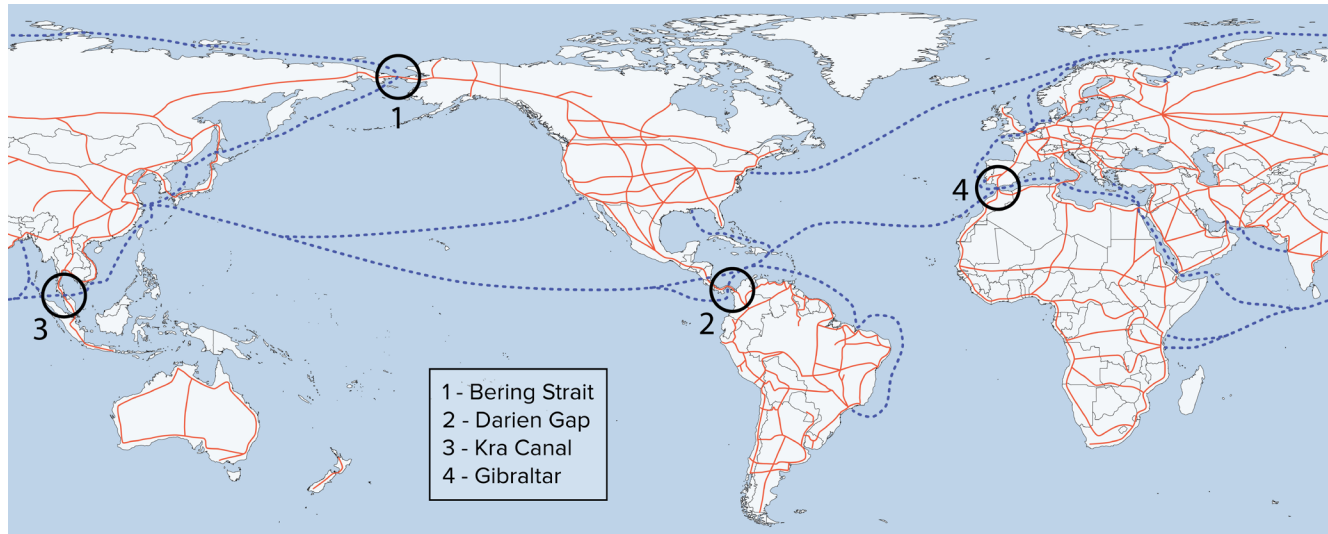 1
4
3
2
1 - Bering Strait
2 - Darien Gap
3 - Kra Canal
4 - Gibraltar